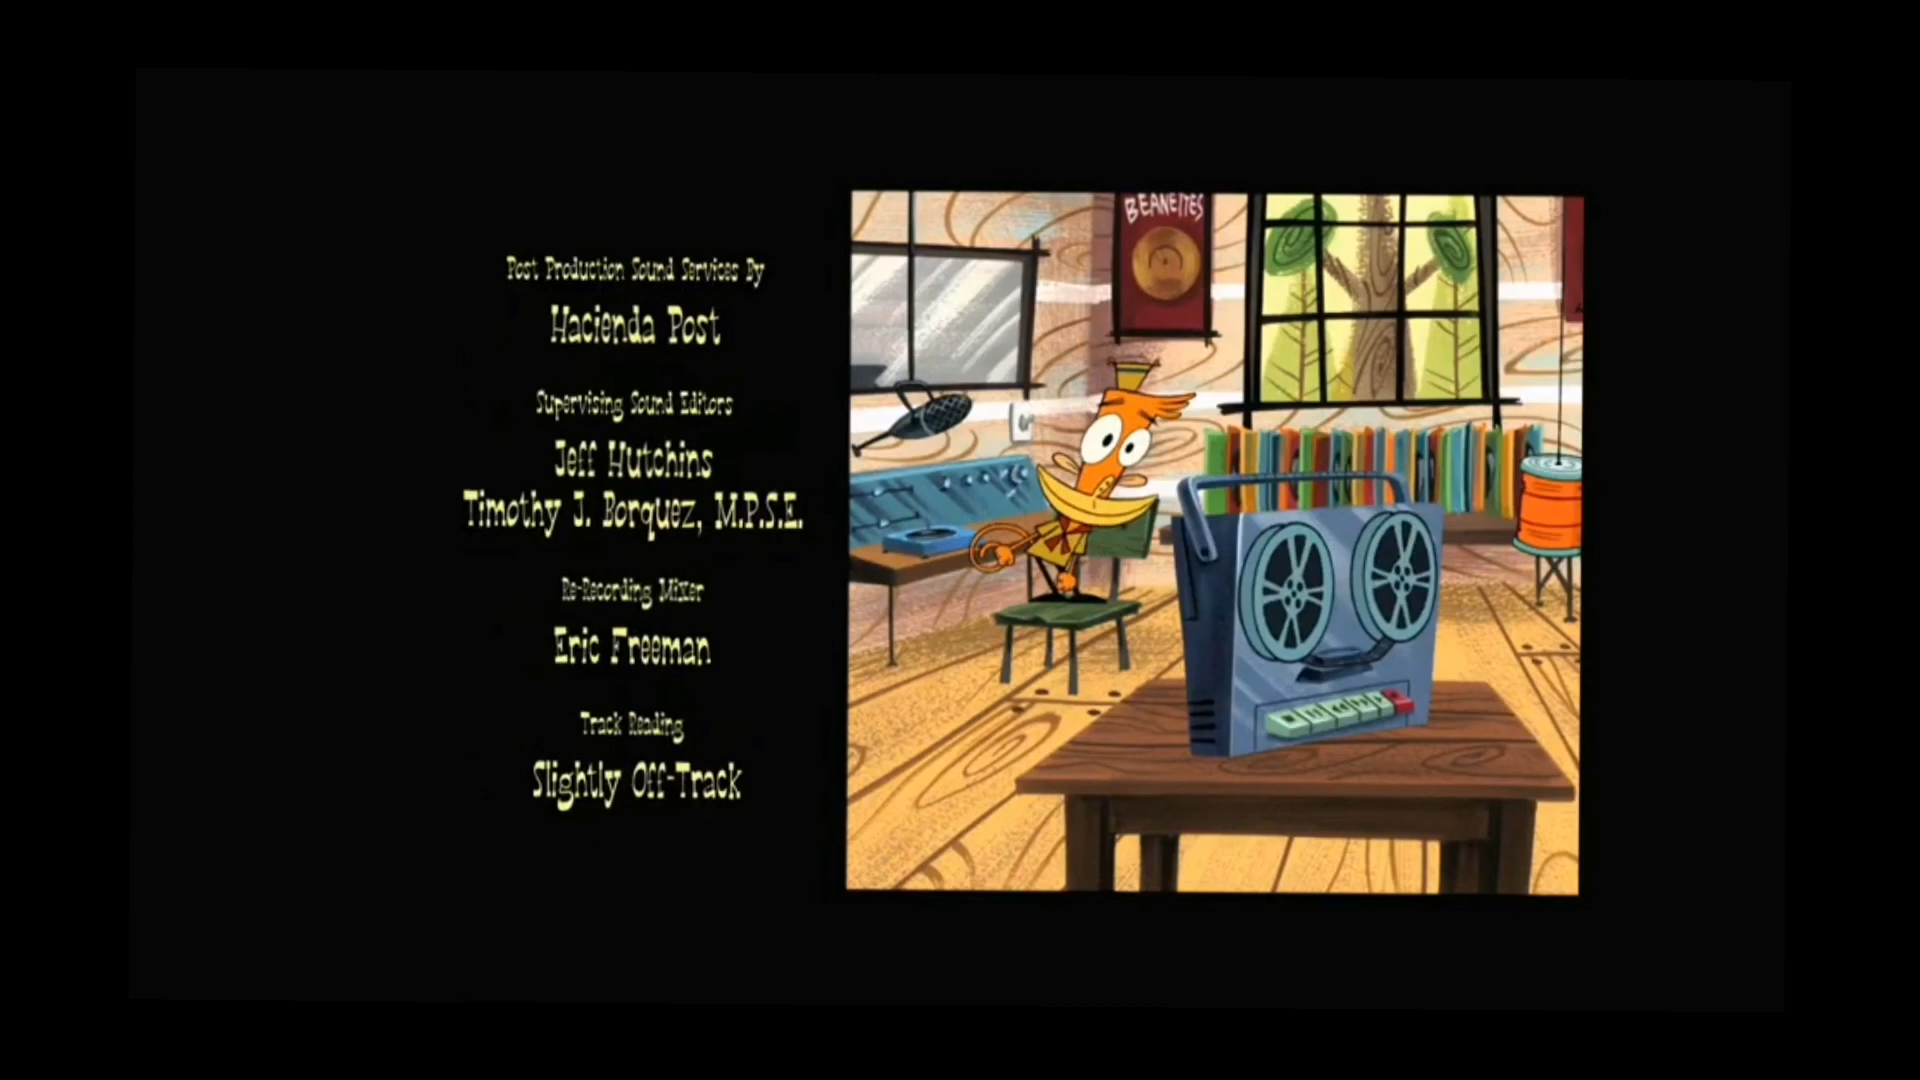 Post Production Sound Services By
Hacienda Post
Supervising Sound Editors
Jeff Hutchins
Timothy J. Borquez, M.P.S.E.
Re-Recording Mixer
Eric Freeman
Track Reading
Slightly Off-Track
BEANETTES